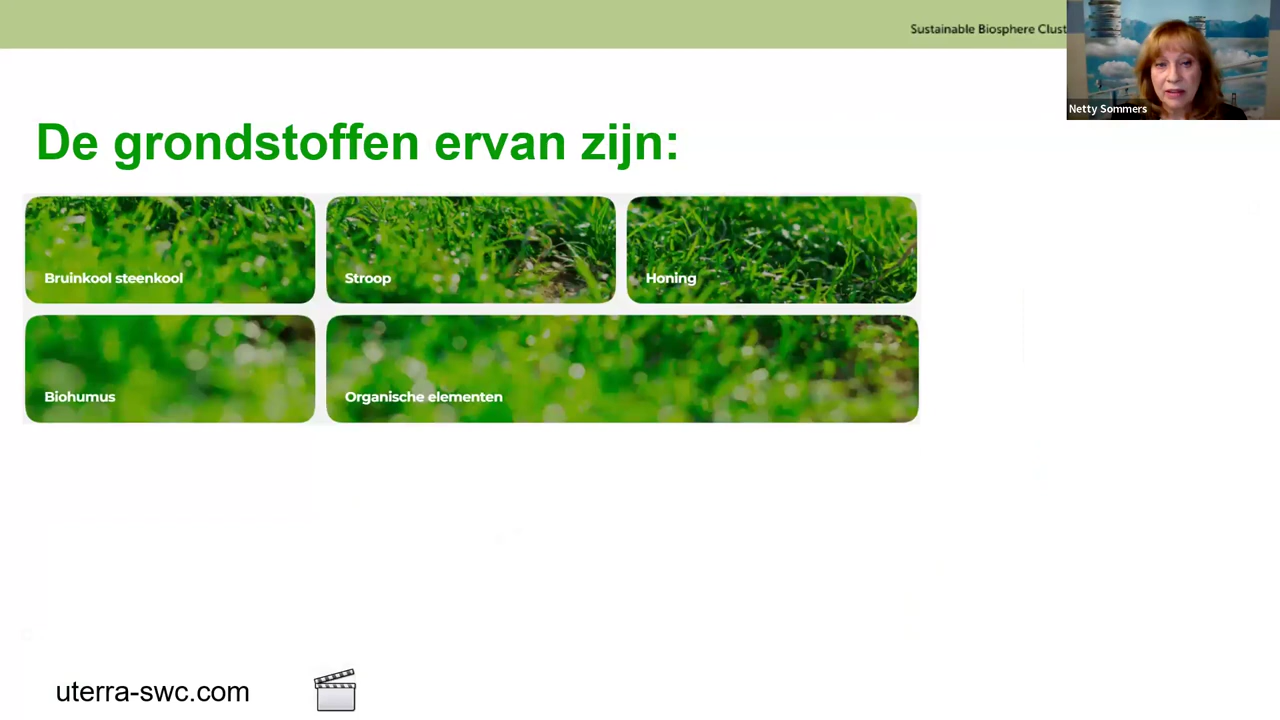 Sustainable Biosphere Clust
Netty Sommers
De grondstoffen ervan zijn:
Bruinkool steenkool
Stroop
Honing
Biohumus
Organische elementen
uterra-swc.com